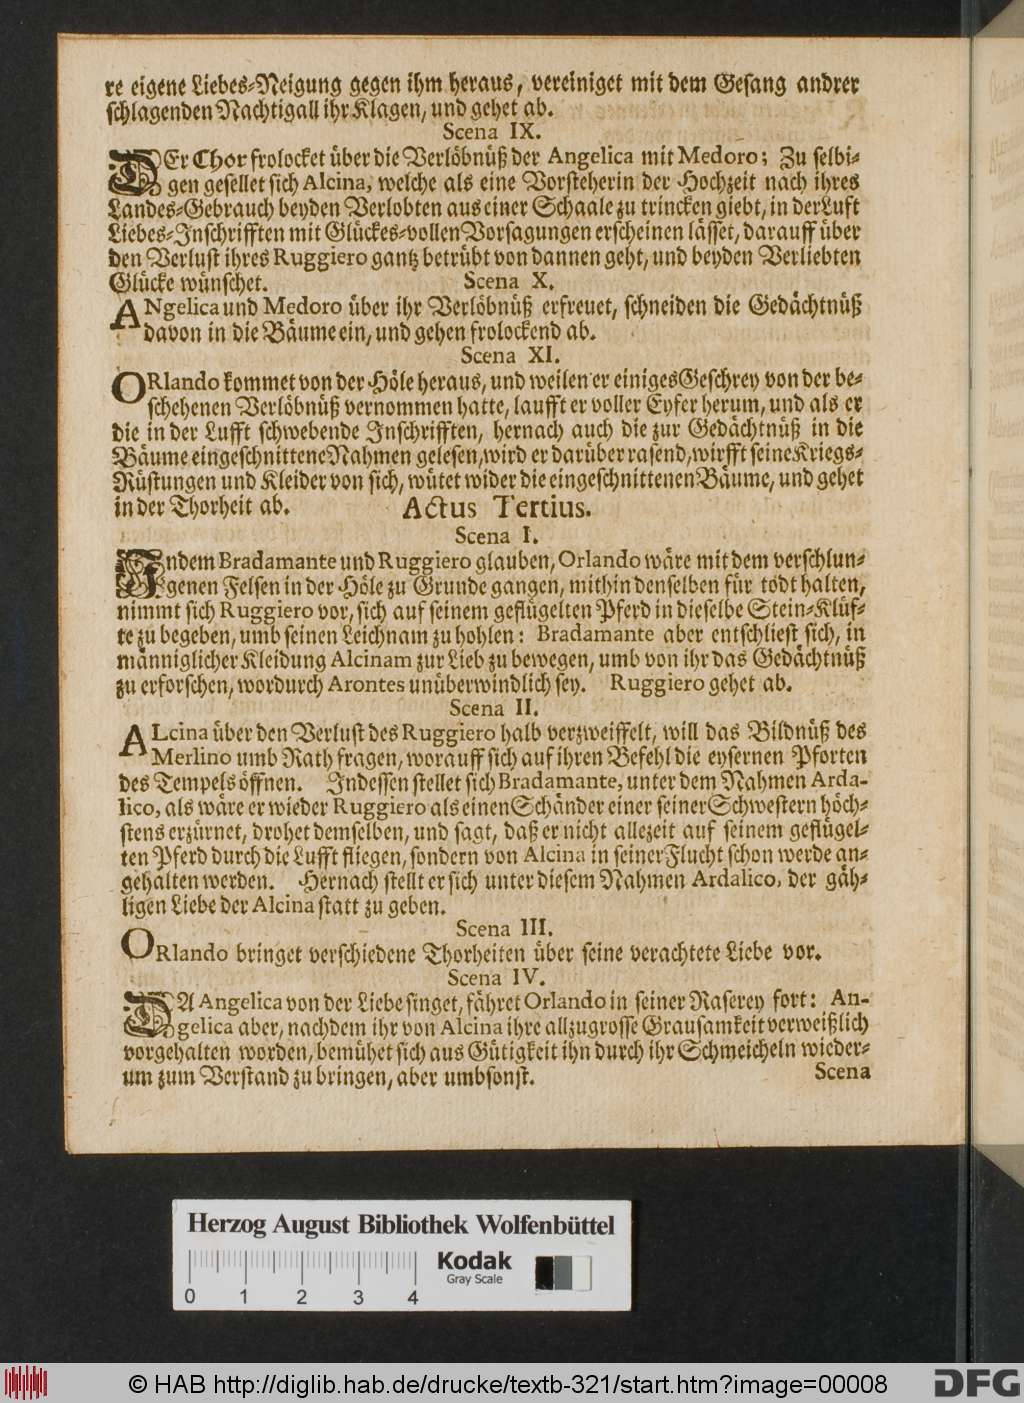 re eigene Liebes-Neigung gegen ihm heraus, vereiniget mit dem Gesang andrer
schlagenden Nachtigall ihr Klagen, und gehet ab.
Scena IX.
DEr Chor frolocket über die Verlöbnüß der Angelica mit Medoro; Zu selbi-
gen gesellet sich Alcina, welche als eine Vorsteherin der Hochzeit nach ihres
Landes-Gebrauch beyden Verlobten aus einer Schaale zu trincken giebt, in der Luft
Liebes-Inschrifften mit Glückes-vollen Vorsagungen erscheinen lässet, darauff über
den Verlust ihres Ruggiero gantz betrübt von dannen geht, und beyden Verliebten
Glücke wünschet. Scena X.
ANgelica und Medoro über ihr Verlöbnüß erfreuet, schneiden die Gedächtnüß
davon in die Bäume ein, und gehen frolockend ab.
Scena XI.
ORlando kommet von der Höle heraus, und weilen er einiges Geschrey von der be-
schehenen Verlöbnüß vernommen hatte, laufft er voller Eyfer herum, und als er
die in der Lufft schwebende Inschrifften, hernach auch die zur Gedächtnüß in die
Bäume eingeschnittene Nahmen gelesen, wird er darüber rasend, wirfft seine Kriegs-
Rüstungen und Kleider von sich, wütet wider die eingeschnittenen Bäume, und gehet
in der Thorheit ab. Actus Tertius.
Scena I.
Indem Bradamante und Ruggiero glauben, Orlando wäre mit dem verschlun-
genen Felsen in der Höle zu Grunde gangen, mithin denselben für todt halten,
nimmt sich Ruggiero vor, sich auf seinem geflügelten Pferd in dieselbe Stein-Klüf-
te zu begeben, umb seinen Leichnam zu hohlen: Bradamante aber entschliest sich, in
männiglicher Kleidung Alcinam zur Lieb zu bewegen, umb von ihr das Gedächtnüß
zu erforschen, wordurch Arontes unüberwindlich sey. Ruggiero gehet ab.
Scena II.
ALcina über den Verlust des Ruggiero halb verzweiffelt, will das Bildnüß des
Merlino umb Rath fragen, worauff sich auf ihren Befehl die eysernen Pforten
des Tempels öffnen. Indessen stellet sich Bradamante, unter dem Nahmen Arda-
lico, als wäre er wieder Ruggiero als einen Schänder einer seiner Schwestern höch-
stens erzürnet, drohet demselben, und sagt, daß er nicht allezeit auf seinem geflügel-
ten Pferd durch die Lufft fliegen, sondern von Alcina in seiner Flucht schon werde an-
gehalten werden. Hernach stellt er sich unter diesem Nahmen Ardalico, der gäh-
ligen Liebe der Alcina statt zu geben.
Scena III.
ORlando bringet verschiedene Thorheiten über seine verachtete Liebe vor.
Scena IV.
DA Angelica von der Liebe singet, fähret Orlando in seiner Raserey fort: An-
gelica aber, nachdem ihr von Alcina ihre allzugrosse Grausamkeit verweißlich
vorgehalten worden, bemühet sich aus Gütigkeit ihn durch ihr Schmeicheln wieder-
um zum Verstand zu bringen, aber umbsonst. Scena
Herzog August Bibliothek Wolfenbüttel
Kodak
Gray Scale
0 1 2 3 4
© HAB http://diglib.hab.de/drucke/textb-321/start.htm?image=00008
DFG